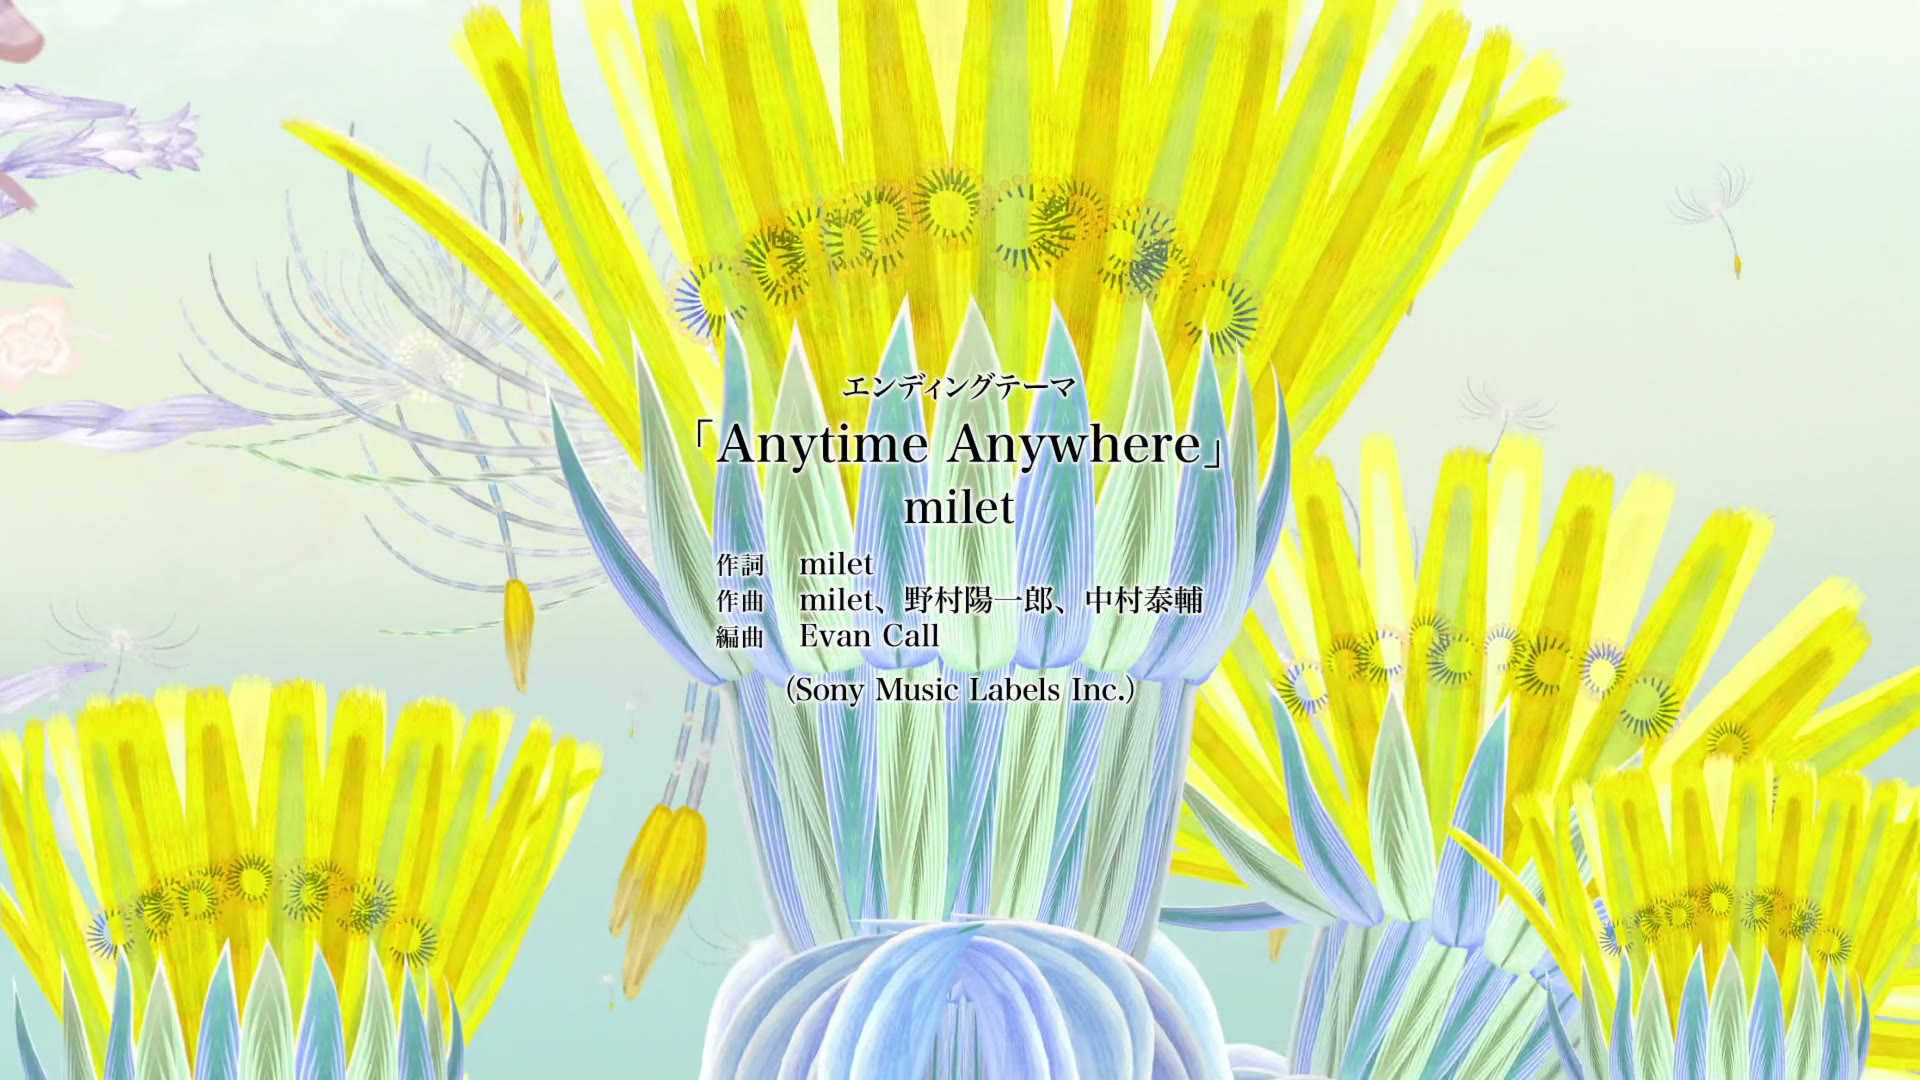 エンディングテーマ
「Anytime Anywhere」
milet
作詞 milet
作曲 milet、野村陽一郎、中村泰輔
編曲 Evan Call
(Sony Music Labels Inc.)